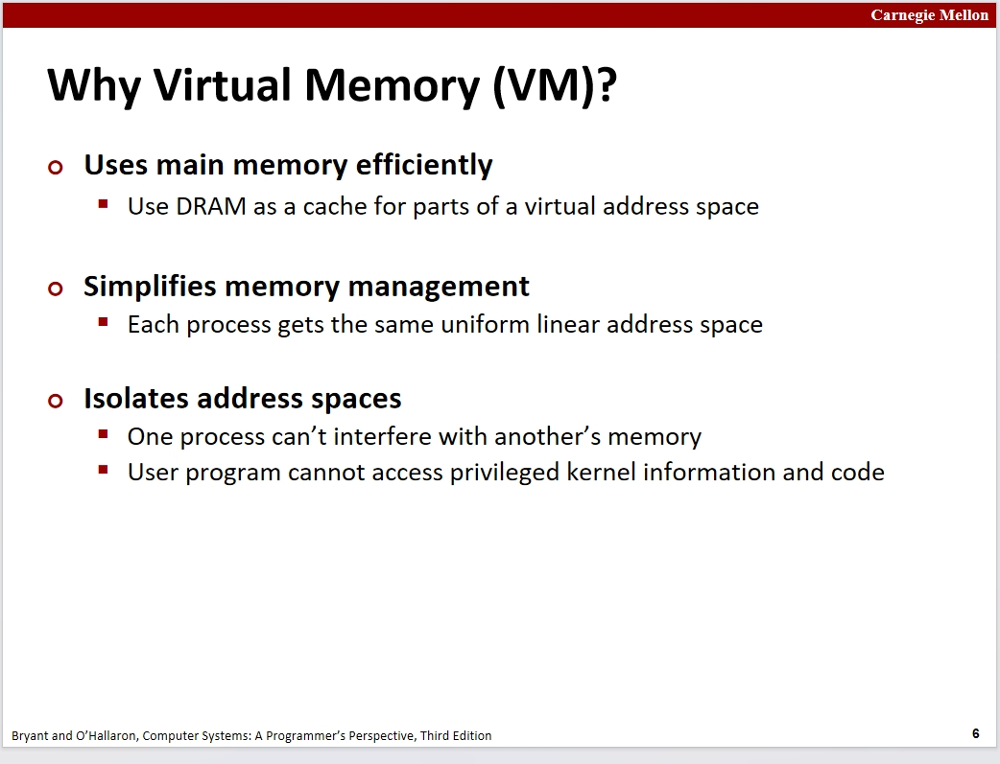 Carnegie Mellon
Why Virtual Memory (VM)?
Uses main memory efficiently
Use DRAM as a cache for parts of a virtual address space
Simplifies memory management
Each process gets the same uniform linear address space
Isolates address spaces
One process can’t interfere with another’s memory
User program cannot access privileged kernel information and code
Bryant and O’Hallaron, Computer Systems: A Programmer’s Perspective, Third Edition
6